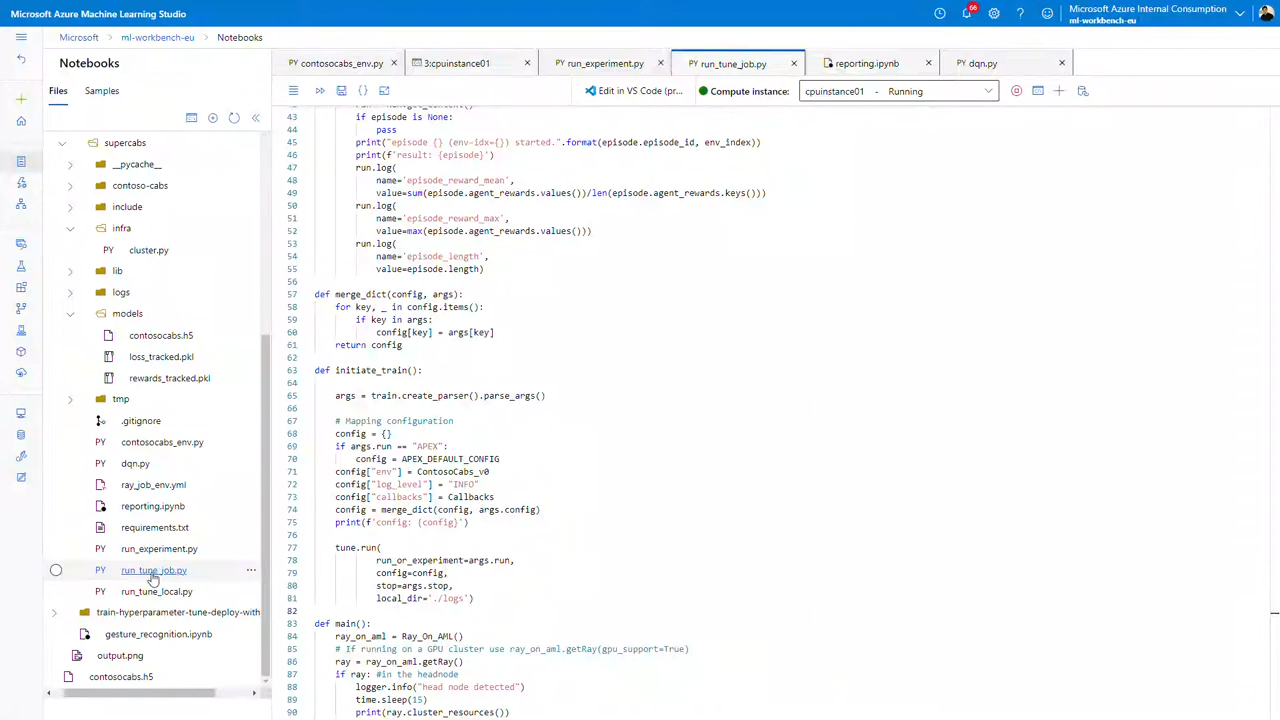 Microsoft Azure Machine Learning Studio
66
Microsoft Azure Internal Consumption
ml-workbench-eu
Microsoft > ml-workbench-eu > Notebooks
Notebooks
Files
Samples
PY contosocabs_env.py
3:cpuinstance01
PY run_experiment.py
PY run_tune_job.py
reporting.ipynb
PY dqn.py
Edit in VS Code (pr...
Compute instance:
cpuinstance01 - Running
supercabs
__pycache__
contoso-cabs
include
infra
PY cluster.py
lib
logs
models
contosocabs.h5
loss_tracked.pkl
rewards_tracked.pkl
tmp
.gitignore
PY contosocabs_env.py
PY dqn.py
PY ray_job_env.yml
reporting.ipynb
requirements.txt
PY run_experiment.py
PY run_tune_job.py ...
PY run_tune_local.py
train-hyperparameter-tune-deploy-with
gesture_recognition.ipynb
output.png
contosocabs.h5
43 if episode is None:
44 pass
45 print("episode {} (env-idx={}) started.".format(episode.episode_id, env_index))
46 print(f'result: {episode}')
47 run.log(
48 name='episode_reward_mean',
49 value=sum(episode.agent_rewards.values())/len(episode.agent_rewards.keys()))
50 run.log(
51 name='episode_reward_max',
52 value=max(episode.agent_rewards.values()))
53 run.log(
54 name='episode_length',
55 value=episode.length)
56
57 def merge_dict(config, args):
58 for key, _ in config.items():
59 if key in args:
60 config[key] = args[key]
61 return config
62
63 def initiate_train():
64
65 args = train.create_parser().parse_args()
66
67 # Mapping configuration
68 config = {}
69 if args.run == "APEX":
70 config = APEX_DEFAULT_CONFIG
71 config["env"] = ContosoCabs_v0
72 config["log_level"] = "INFO"
73 config["callbacks"] = Callbacks
74 config = merge_dict(config, args.config)
75 print(f'config: {config}')
76
77 tune.run(
78 run_or_experiment=args.run,
79 config=config,
80 stop=args.stop,
81 local_dir='./logs')
82
83 def main():
84 ray_on_aml = Ray_On_AML()
85 # If running on a GPU cluster use ray_on_aml.getRay(gpu_support=True)
86 ray = ray_on_aml.getRay()
87 if ray: #in the headnode
88 logger.info("head node detected")
89 time.sleep(15)
90 print(ray.cluster_resources())